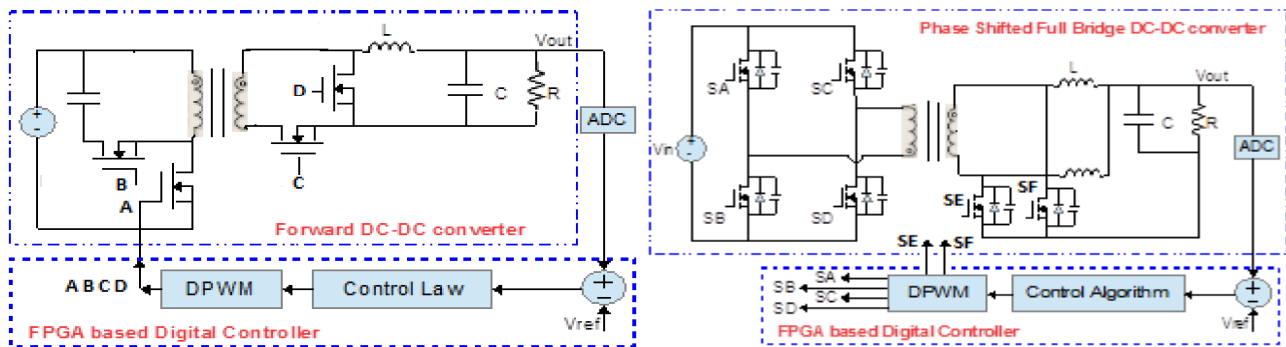 L
Vout
D
C
R
ADC
B
C
A
Forward DC-DC converter
A B C D
DPWM
Control Law
Vref
FPGA based Digital Controller
Phase Shifted Full Bridge DC-DC converter
SA
SC
L
Vout
C
R
ADC
Vin
SB
SD
SE
SF
SE
SF
SA
SB
SC
SD
DPWM
Control Algorithm
Vref
FPGA based Digital Controller